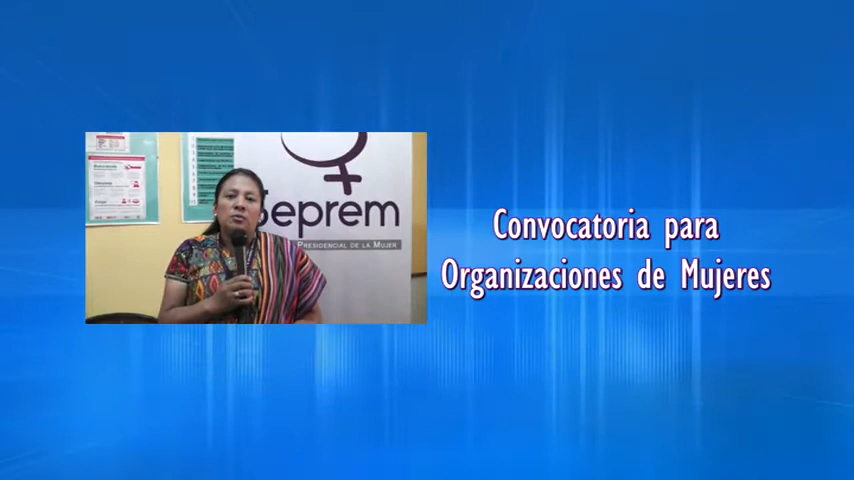 Seprem
Presidencial de la Mujer
Convocatoria para
Organizaciones de Mujeres